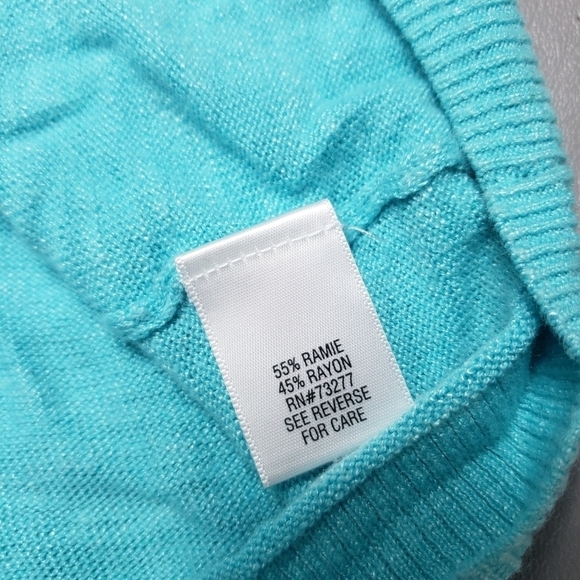 55% RAMIE
45% RAYON
RN#73277
SEE REVERSE
FOR CARE